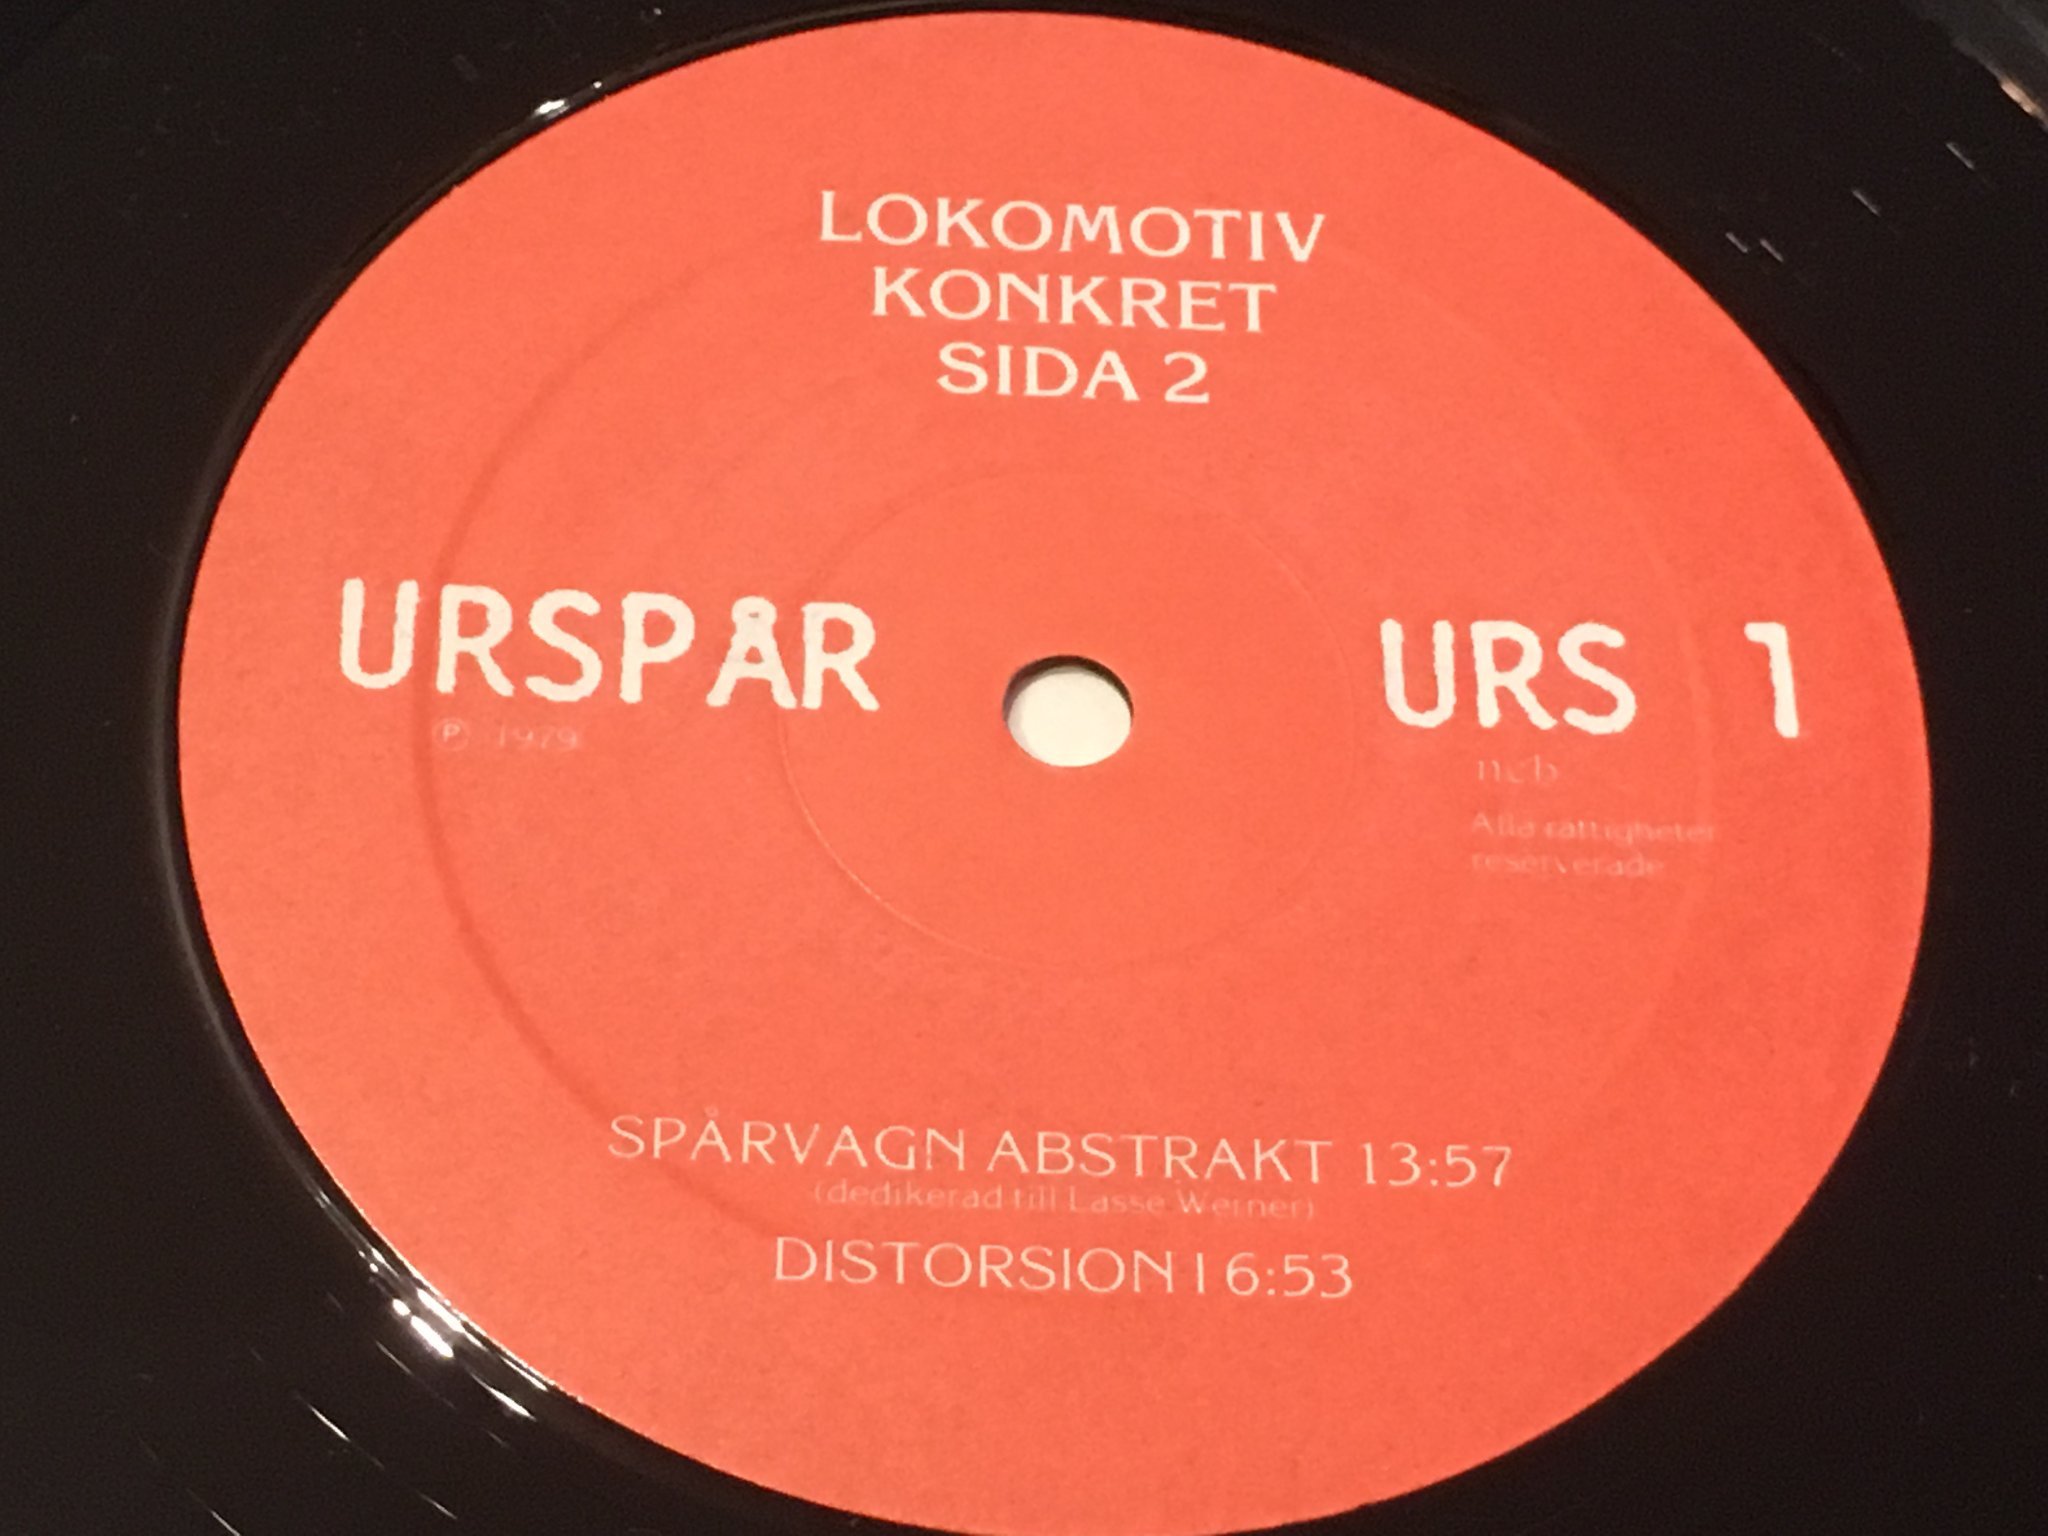 LOKOMOTIV
KONKRET
SIDA 2
URSPÅR
URS 1
℗ 1979
ncb
Alla rättigheter
reserverade
SPÅRVAGN ABSTRAKT 13:57
(dedikerad till Lasse Werner)
DISTORSION I 6:53